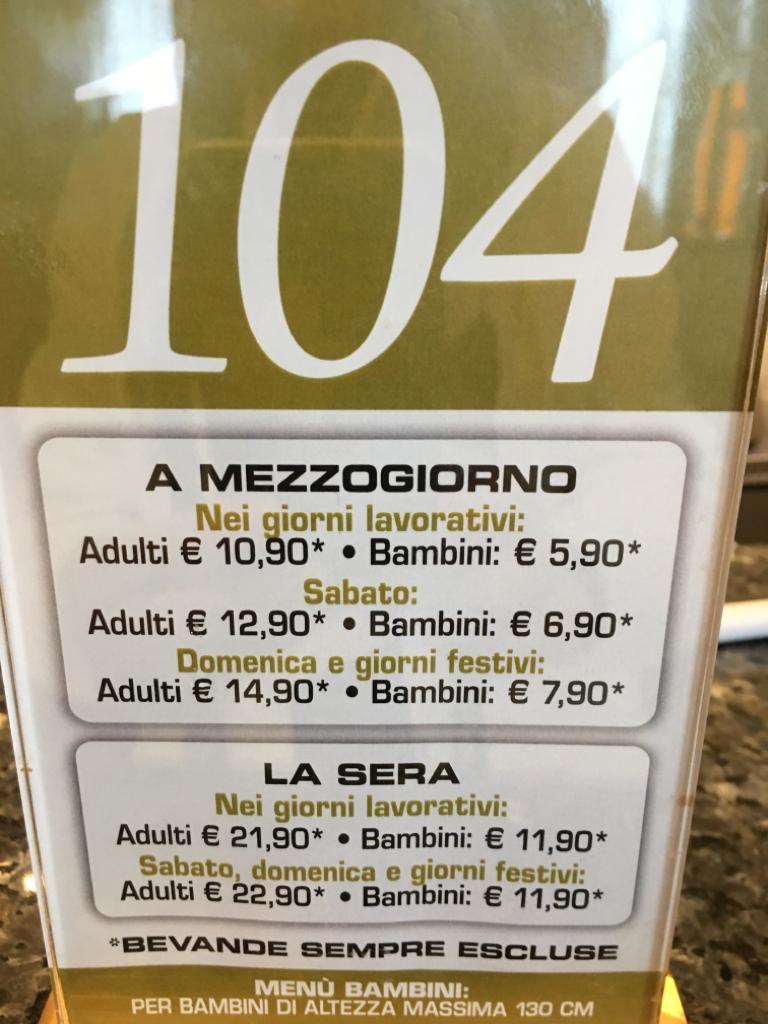 104
A MEZZOGIORNO
Nei giorni lavorativi:
Adulti € 10,90* • Bambini: € 5,90*
Sabato:
Adulti € 12,90* • Bambini: € 6,90*
Domenica e giorni festivi:
Adulti € 14,90* • Bambini: € 7,90*
LA SERA
Nei giorni lavorativi:
Adulti € 21,90* • Bambini: € 11,90*
Sabato, domenica e giorni festivi:
Adulti € 22,90* • Bambini: € 11,90*
*BEVANDE SEMPRE ESCLUSE
MENÙ BAMBINI:
PER BAMBINI DI ALTEZZA MASSIMA 130 CM